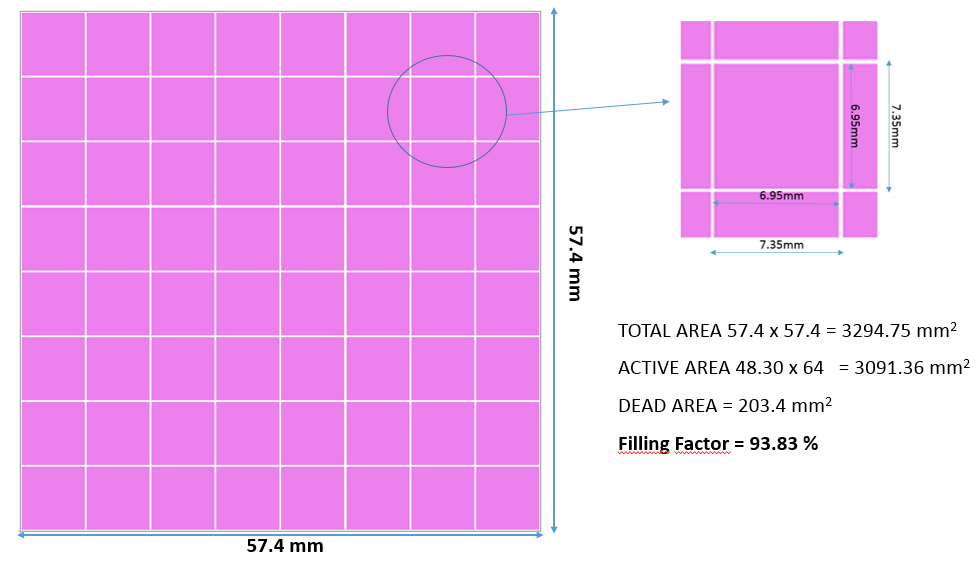 6.95mm
7.35mm
6.95mm
7.35mm
57.4 mm
57.4 mm
TOTAL AREA 57.4 x 57.4 = 3294.75 mm²
ACTIVE AREA 48.30 x 64 = 3091.36 mm²
DEAD AREA = 203.4 mm²
Filling Factor = 93.83 %